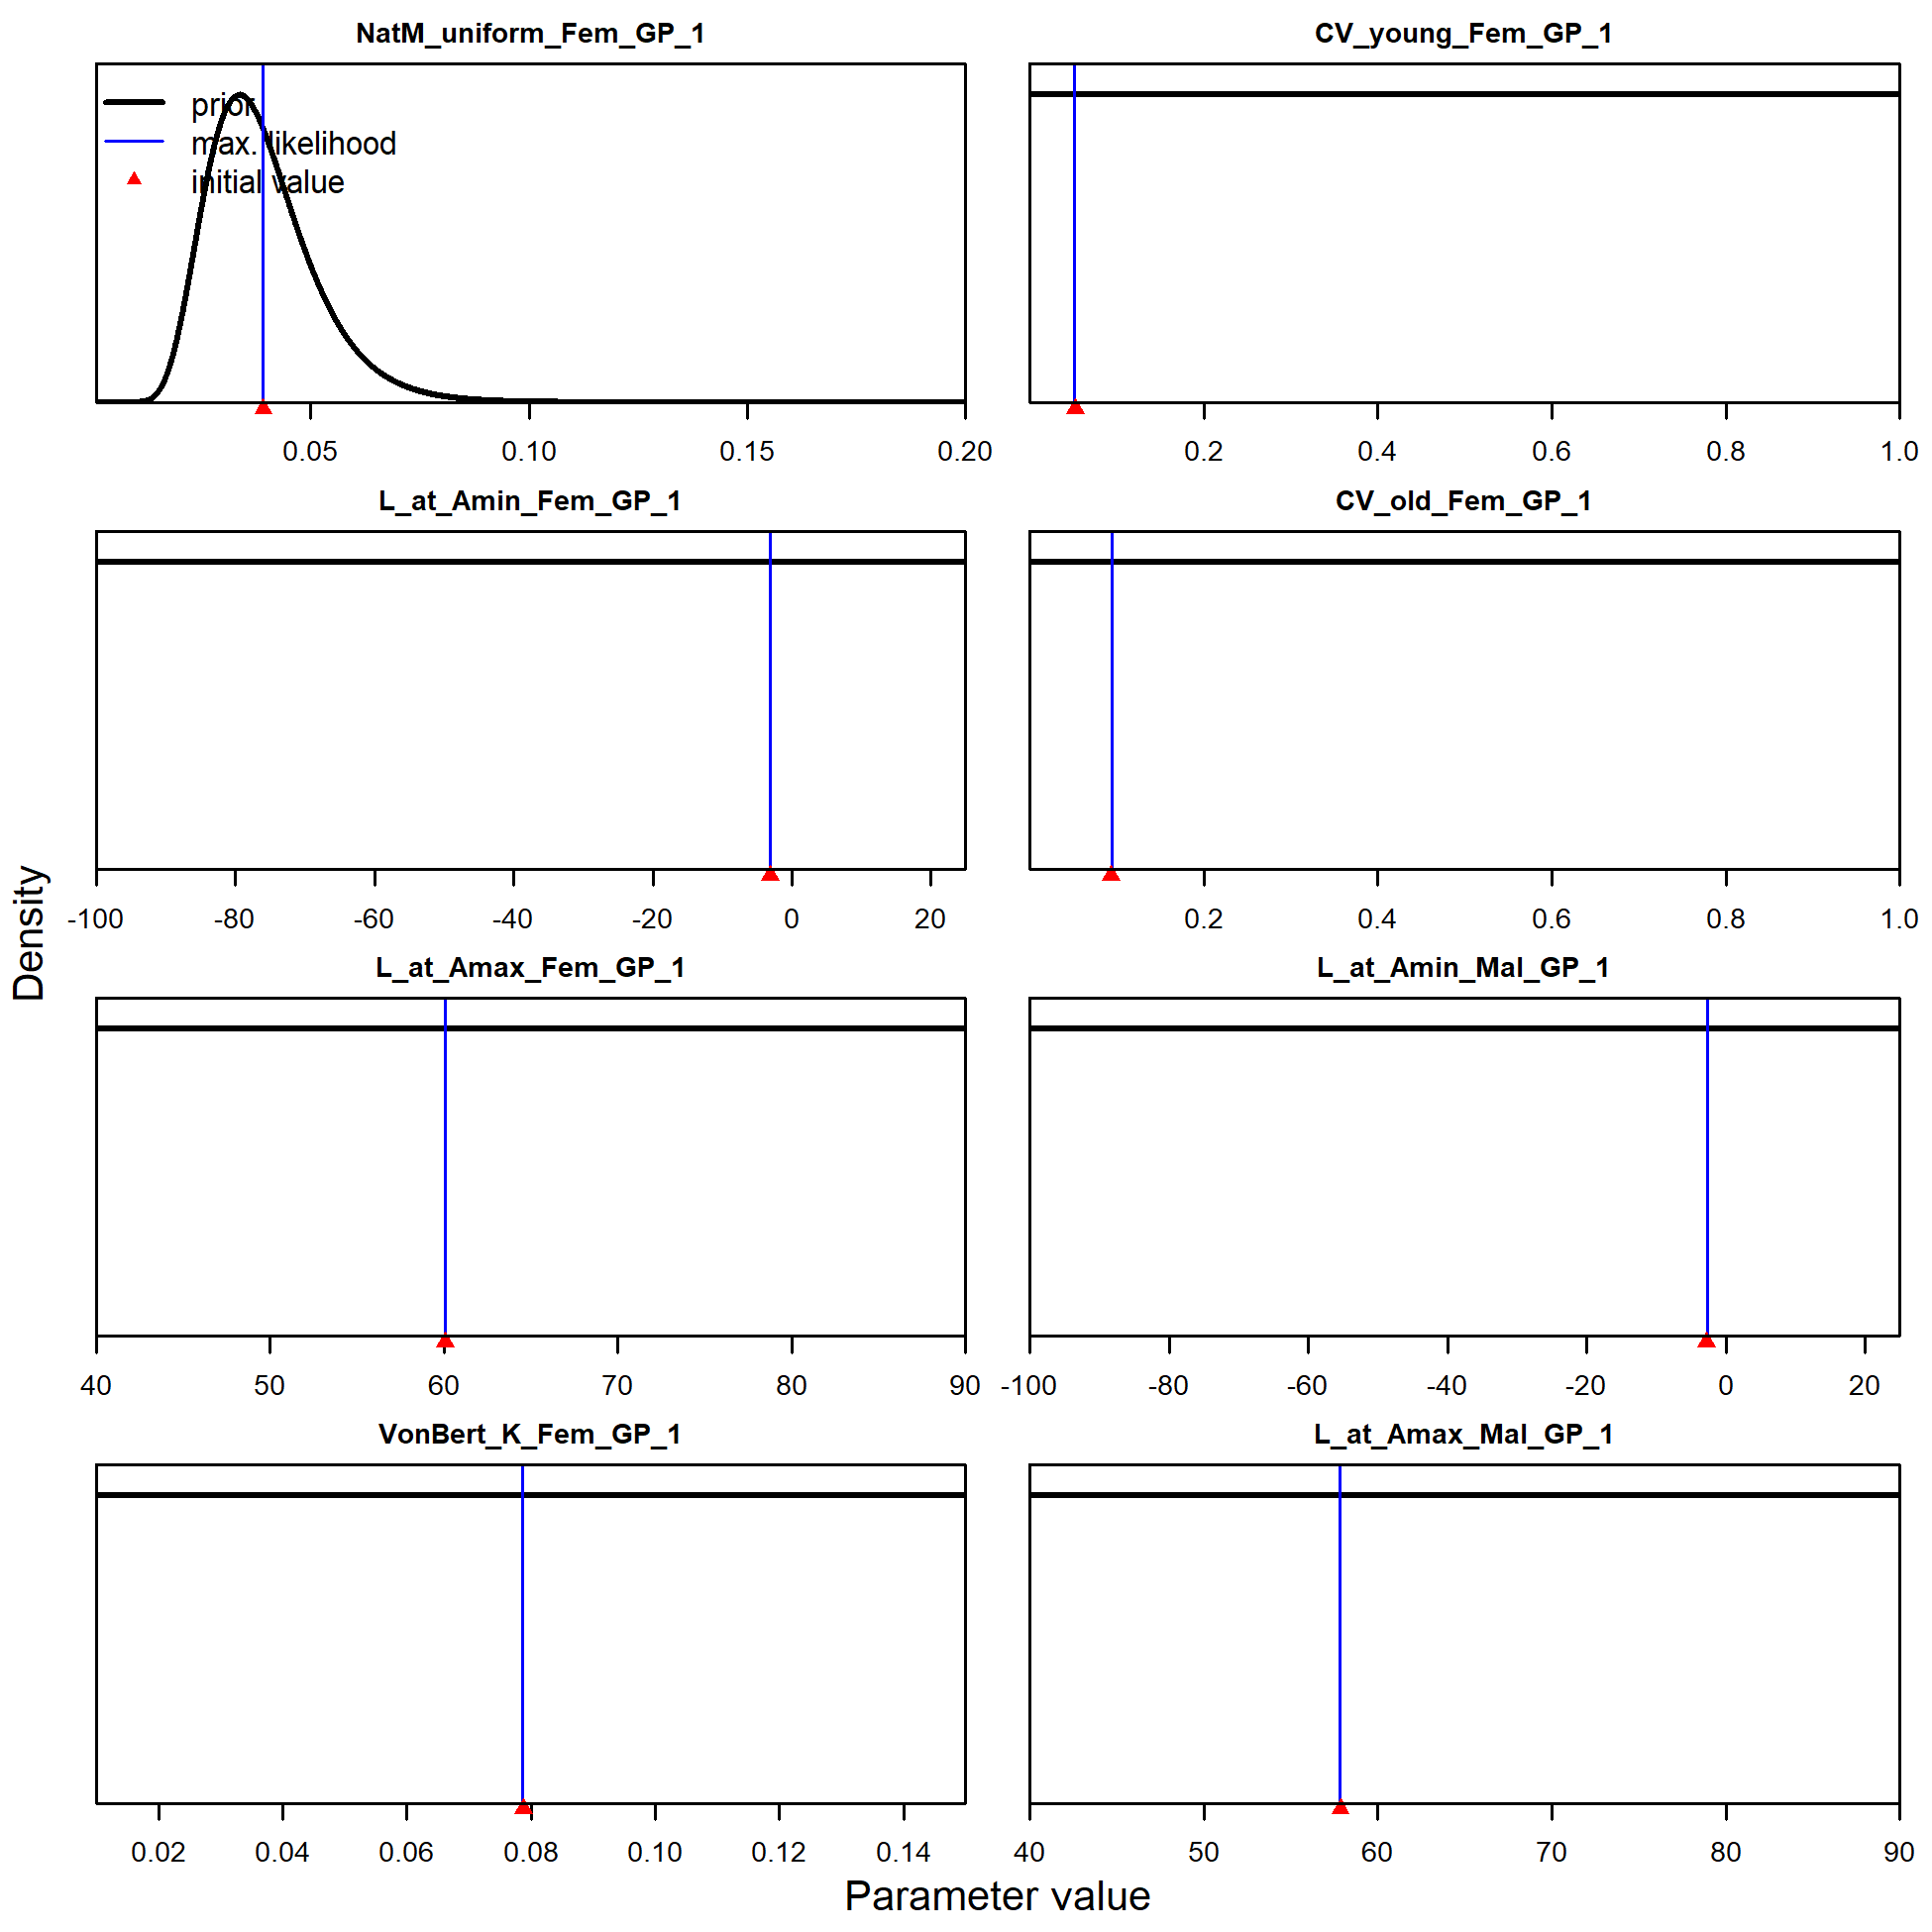 NatM_uniform_Fem_GP_1
prior
max. likelihood
initial value
0.05 0.10 0.15 0.20
CV_young_Fem_GP_1
0.2 0.4 0.6 0.8 1.0
L_at_Amin_Fem_GP_1
-100 -80 -60 -40 -20 0 20
CV_old_Fem_GP_1
0.2 0.4 0.6 0.8 1.0
L_at_Amax_Fem_GP_1
40 50 60 70 80 90
L_at_Amin_Mal_GP_1
-100 -80 -60 -40 -20 0 20
VonBert_K_Fem_GP_1
0.02 0.04 0.06 0.08 0.10 0.12 0.14
L_at_Amax_Mal_GP_1
40 50 60 70 80 90
Density
Parameter value